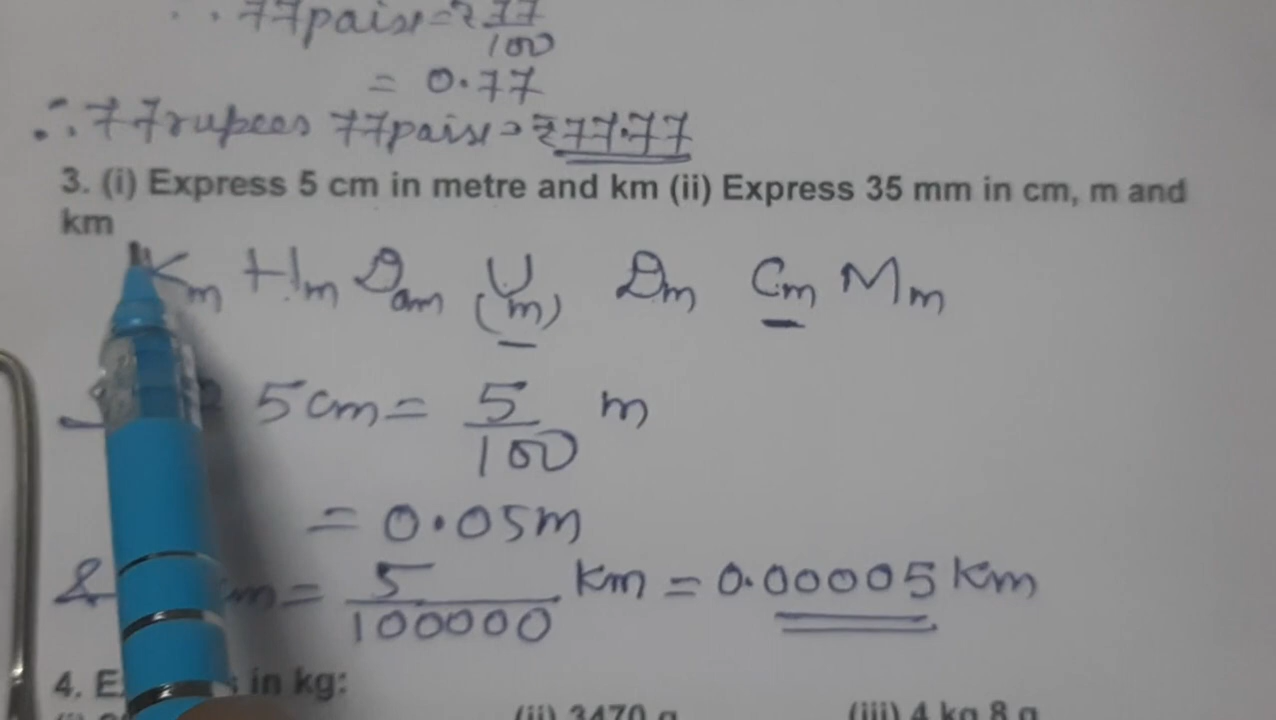 ∴ 77paise=₹77/100
= 0.77
∴ 77rupees 77paise=₹77.77
3. (i) Express 5 cm in metre and km (ii) Express 35 mm in cm, m and
km
Km Hm Dam U(m) Dm Cm Mm
5cm = 5/100 m
= 0.05m
& = 5/100000 Km = 0.00005 Km
4. in kg:
(ii) 3470 g (iii) 4 kg 8 g